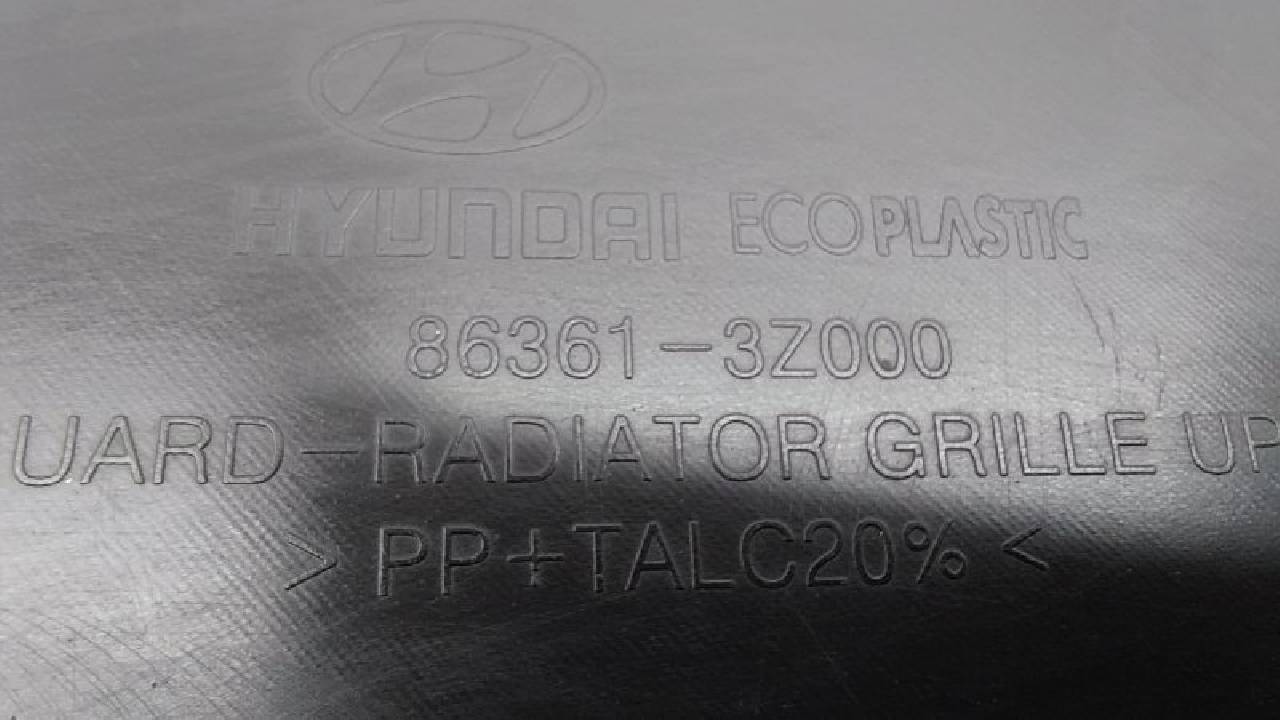 HYUNDAI ECOPLASTIC
86361-3Z000
UARD-RADIATOR GRILLE UP
> PP+TALC20% <